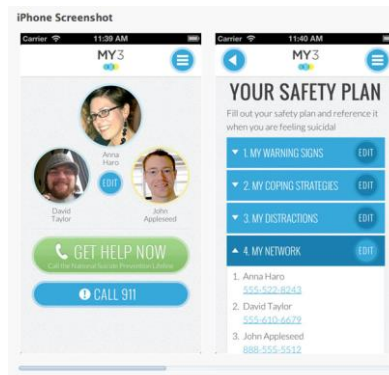 iPhone Screenshot
Carrier 11:39 AM
MY3
Anna
Haro
EDIT
David
Taylor
John
Appleseed
GET HELP NOW
Call the National Suicide Prevention Lifeline
CALL 911
Carrier 11:40 AM
MY3
YOUR SAFETY PLAN
Fill out your safety plan and reference it
when you are feeling suicidal
1. MY WARNING SIGNS EDIT
2. MY COPING STRATEGIES EDIT
3. MY DISTRACTIONS EDIT
4. MY NETWORK EDIT
1. Anna Haro
555-522-8243
2. David Taylor
555-610-6679
3. John Appleseed
888-555-5512